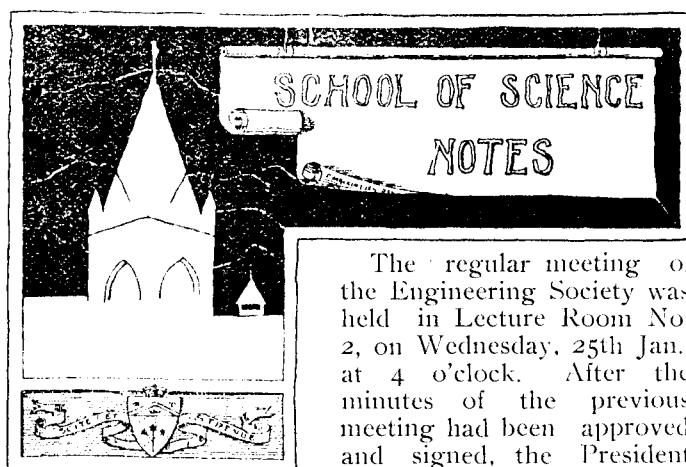 SCHOOL OF SCIENCE
NOTES
The regular meeting o
the Engineering Society was
held in Lecture Room No
2, on Wednesday, 25th Jan.
at 4 o'clock. After the
minutes of the previous
meeting had been approved
and signed, the President